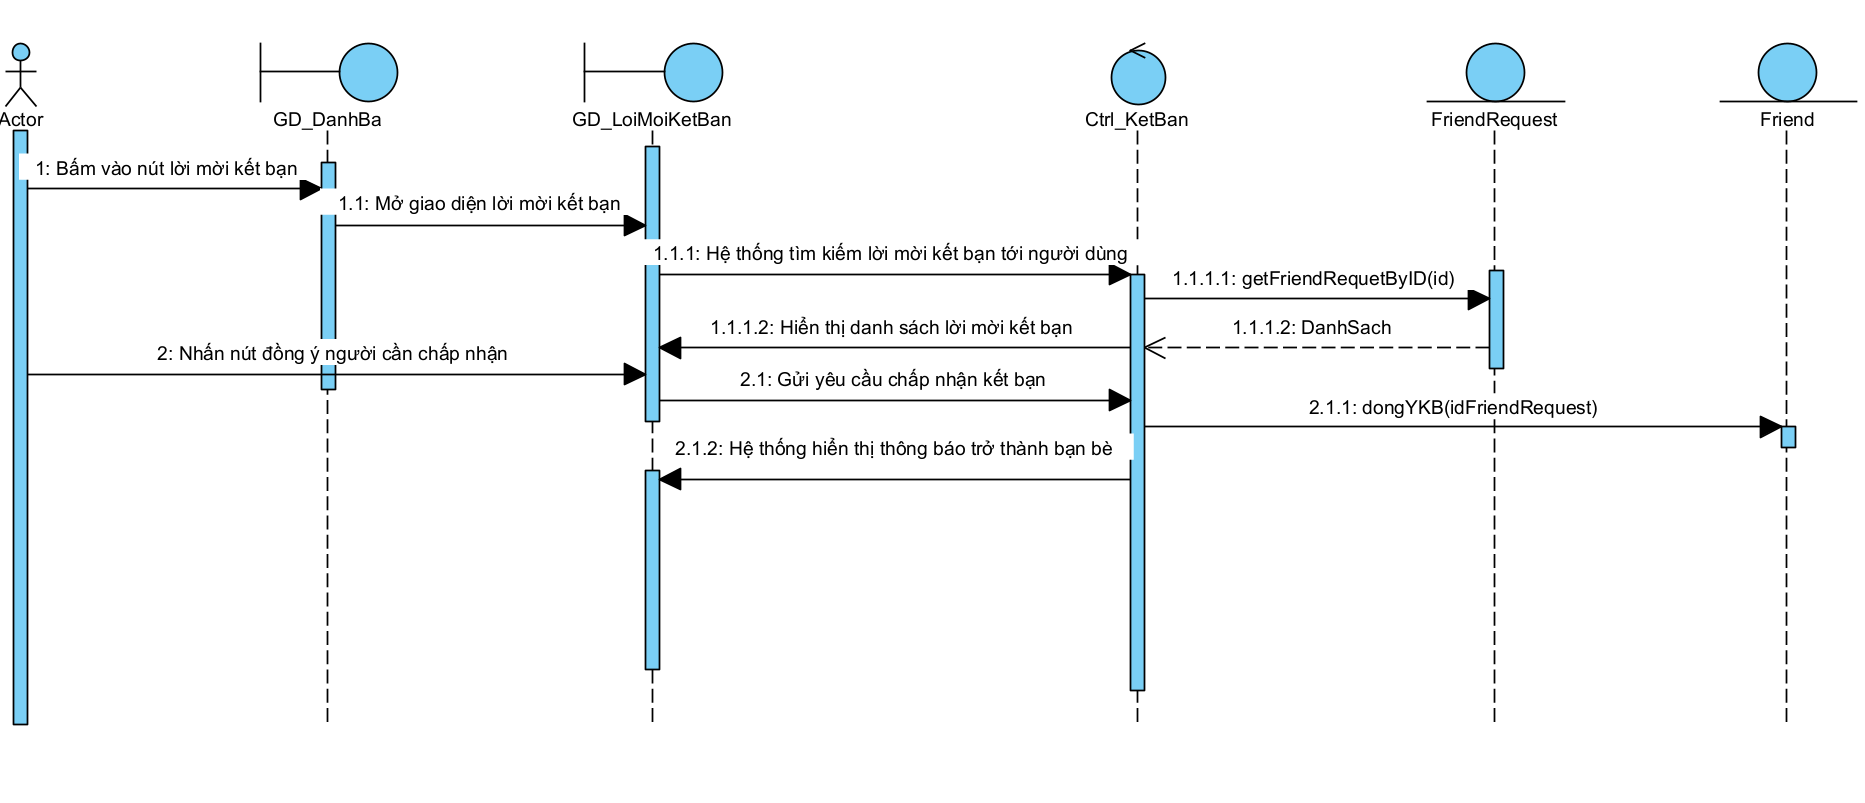 Actor
GD_DanhBa
GD_LoiMoiKetBan
Ctrl_KetBan
FriendRequest
Friend
1: Bấm vào nút lời mời kết bạn
1.1: Mở giao diện lời mời kết bạn
1.1.1: Hệ thống tìm kiếm lời mời kết bạn tới người dùng
1.1.1.1: getFriendRequetByID(id)
1.1.1.2: Hiển thị danh sách lời mời kết bạn
1.1.1.2: DanhSach
2: Nhấn nút đồng ý người cần chấp nhận
2.1: Gửi yêu cầu chấp nhận kết bạn
2.1.1: dongYKB(idFriendRequest)
2.1.2: Hệ thống hiển thị thông báo trở thành bạn bè